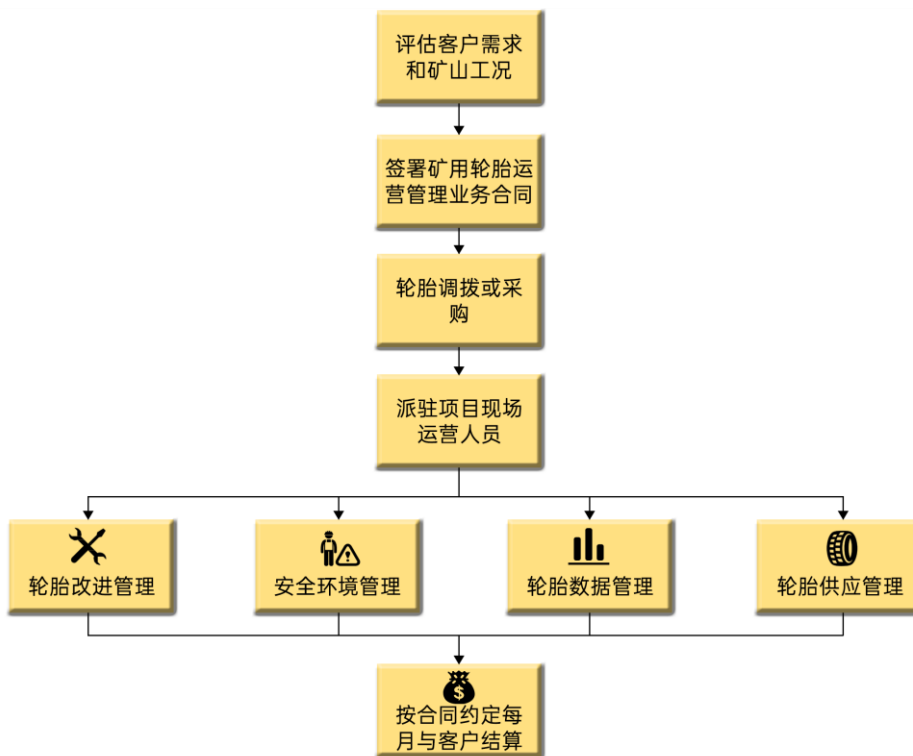 评估客户需求
和矿山工况
签署矿用轮胎运
营管理业务合同
轮胎调拨或采
购
派驻项目现场
运营人员
轮胎改进管理
安全环境管理
轮胎数据管理
轮胎供应管理
$
按合同约定每
月与客户结算